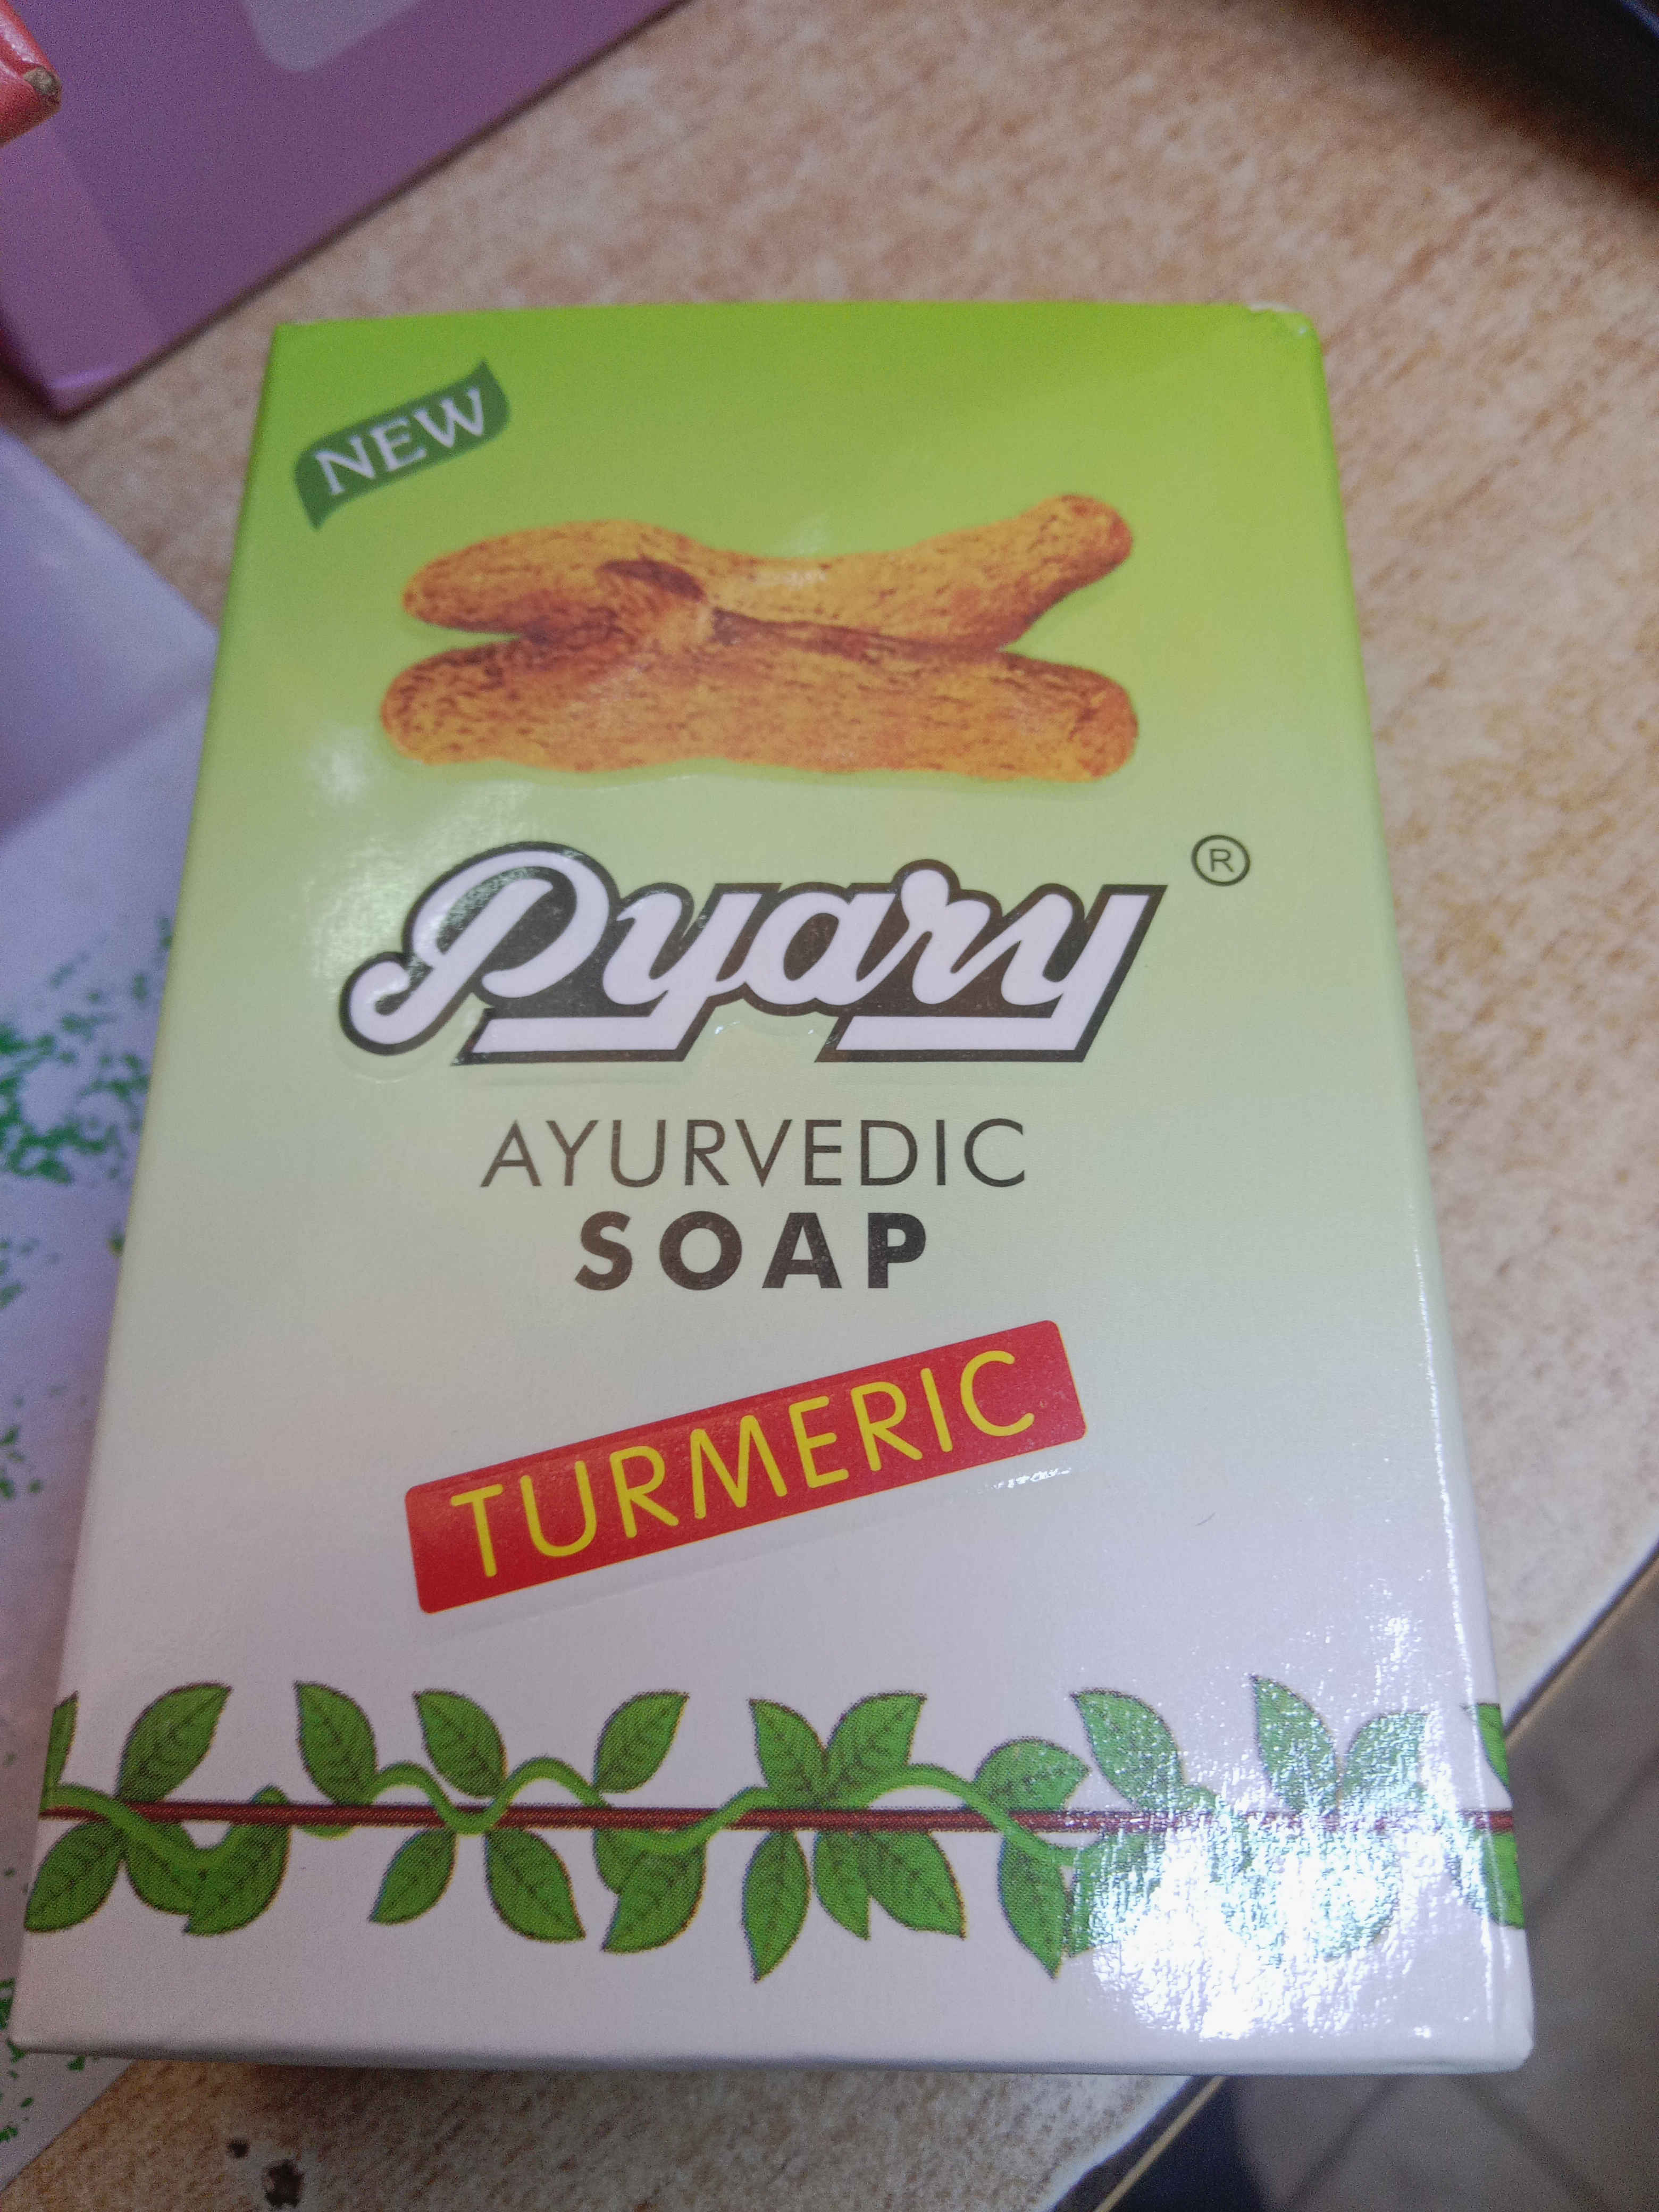 NEW
Pyary ®
AYURVEDIC
SOAP
TURMERIC